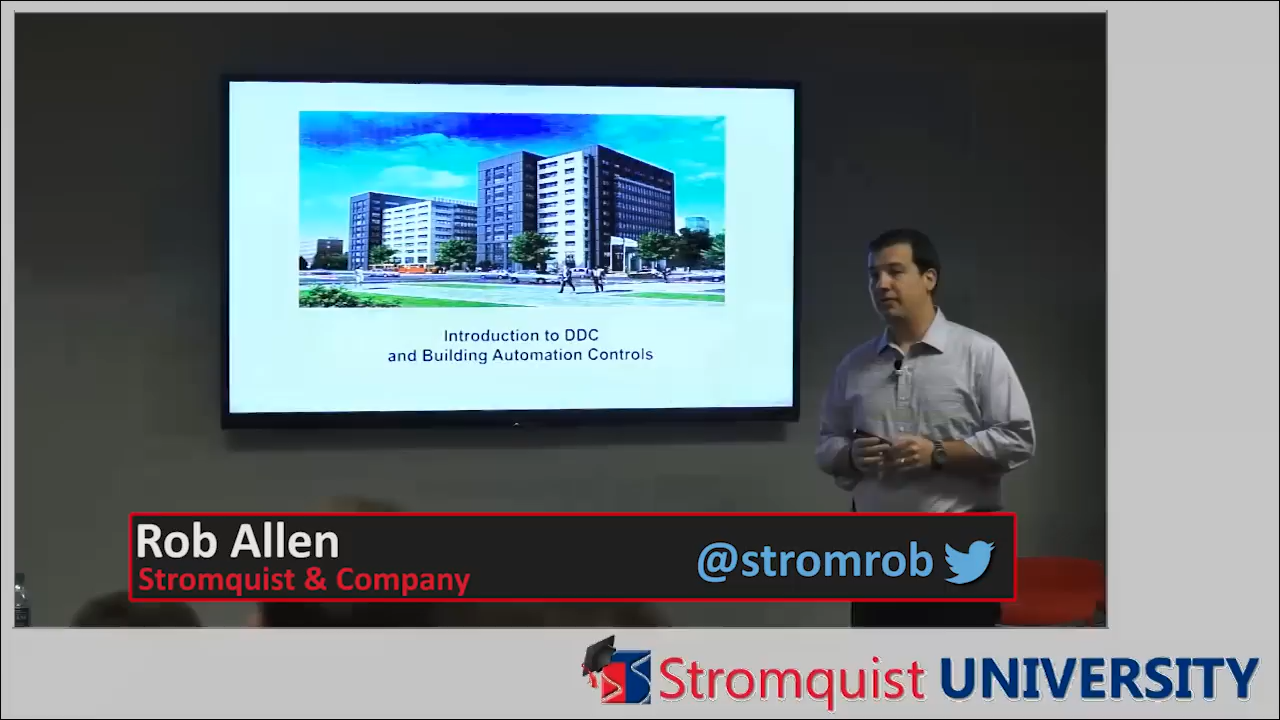 Introduction to DDC
and Building Automation Controls
Rob Allen
Stromquist & Company
@stromrob
Stromquist UNIVERSITY